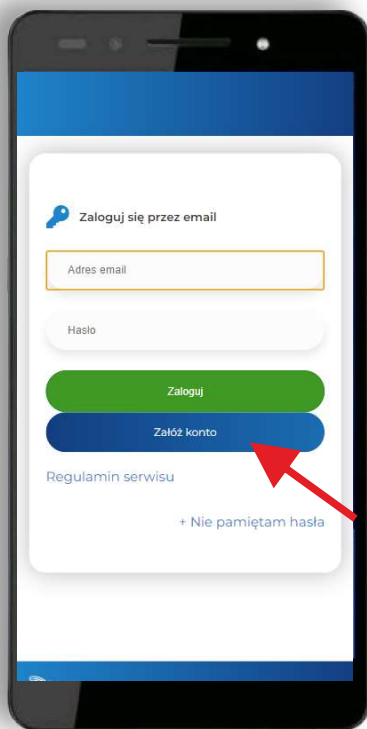 Zaloguj się przez email
Adres email
Hasło
Zaloguj
Załóż konto
Regulamin serwisu
+ Nie pamiętam hasła